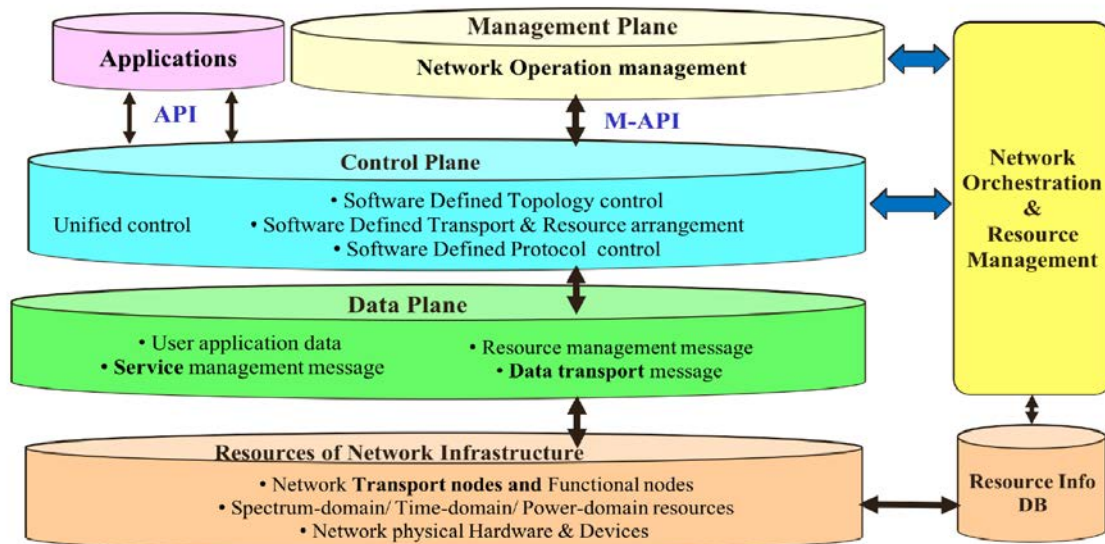 Applications
Management Plane
Network Operation management
API
M-API
Control Plane
Unified control
• Software Defined Topology control
• Software Defined Transport & Resource arrangement
• Software Defined Protocol control
Data Plane
• User application data
• Service management message
• Resource management message
• Data transport message
Resources of Network Infrastructure
• Network Transport nodes and Functional nodes
• Spectrum-domain/ Time-domain/ Power-domain resources
• Network physical Hardware & Devices
Network
Orchestration
&
Resource
Management
Resource Info
DB